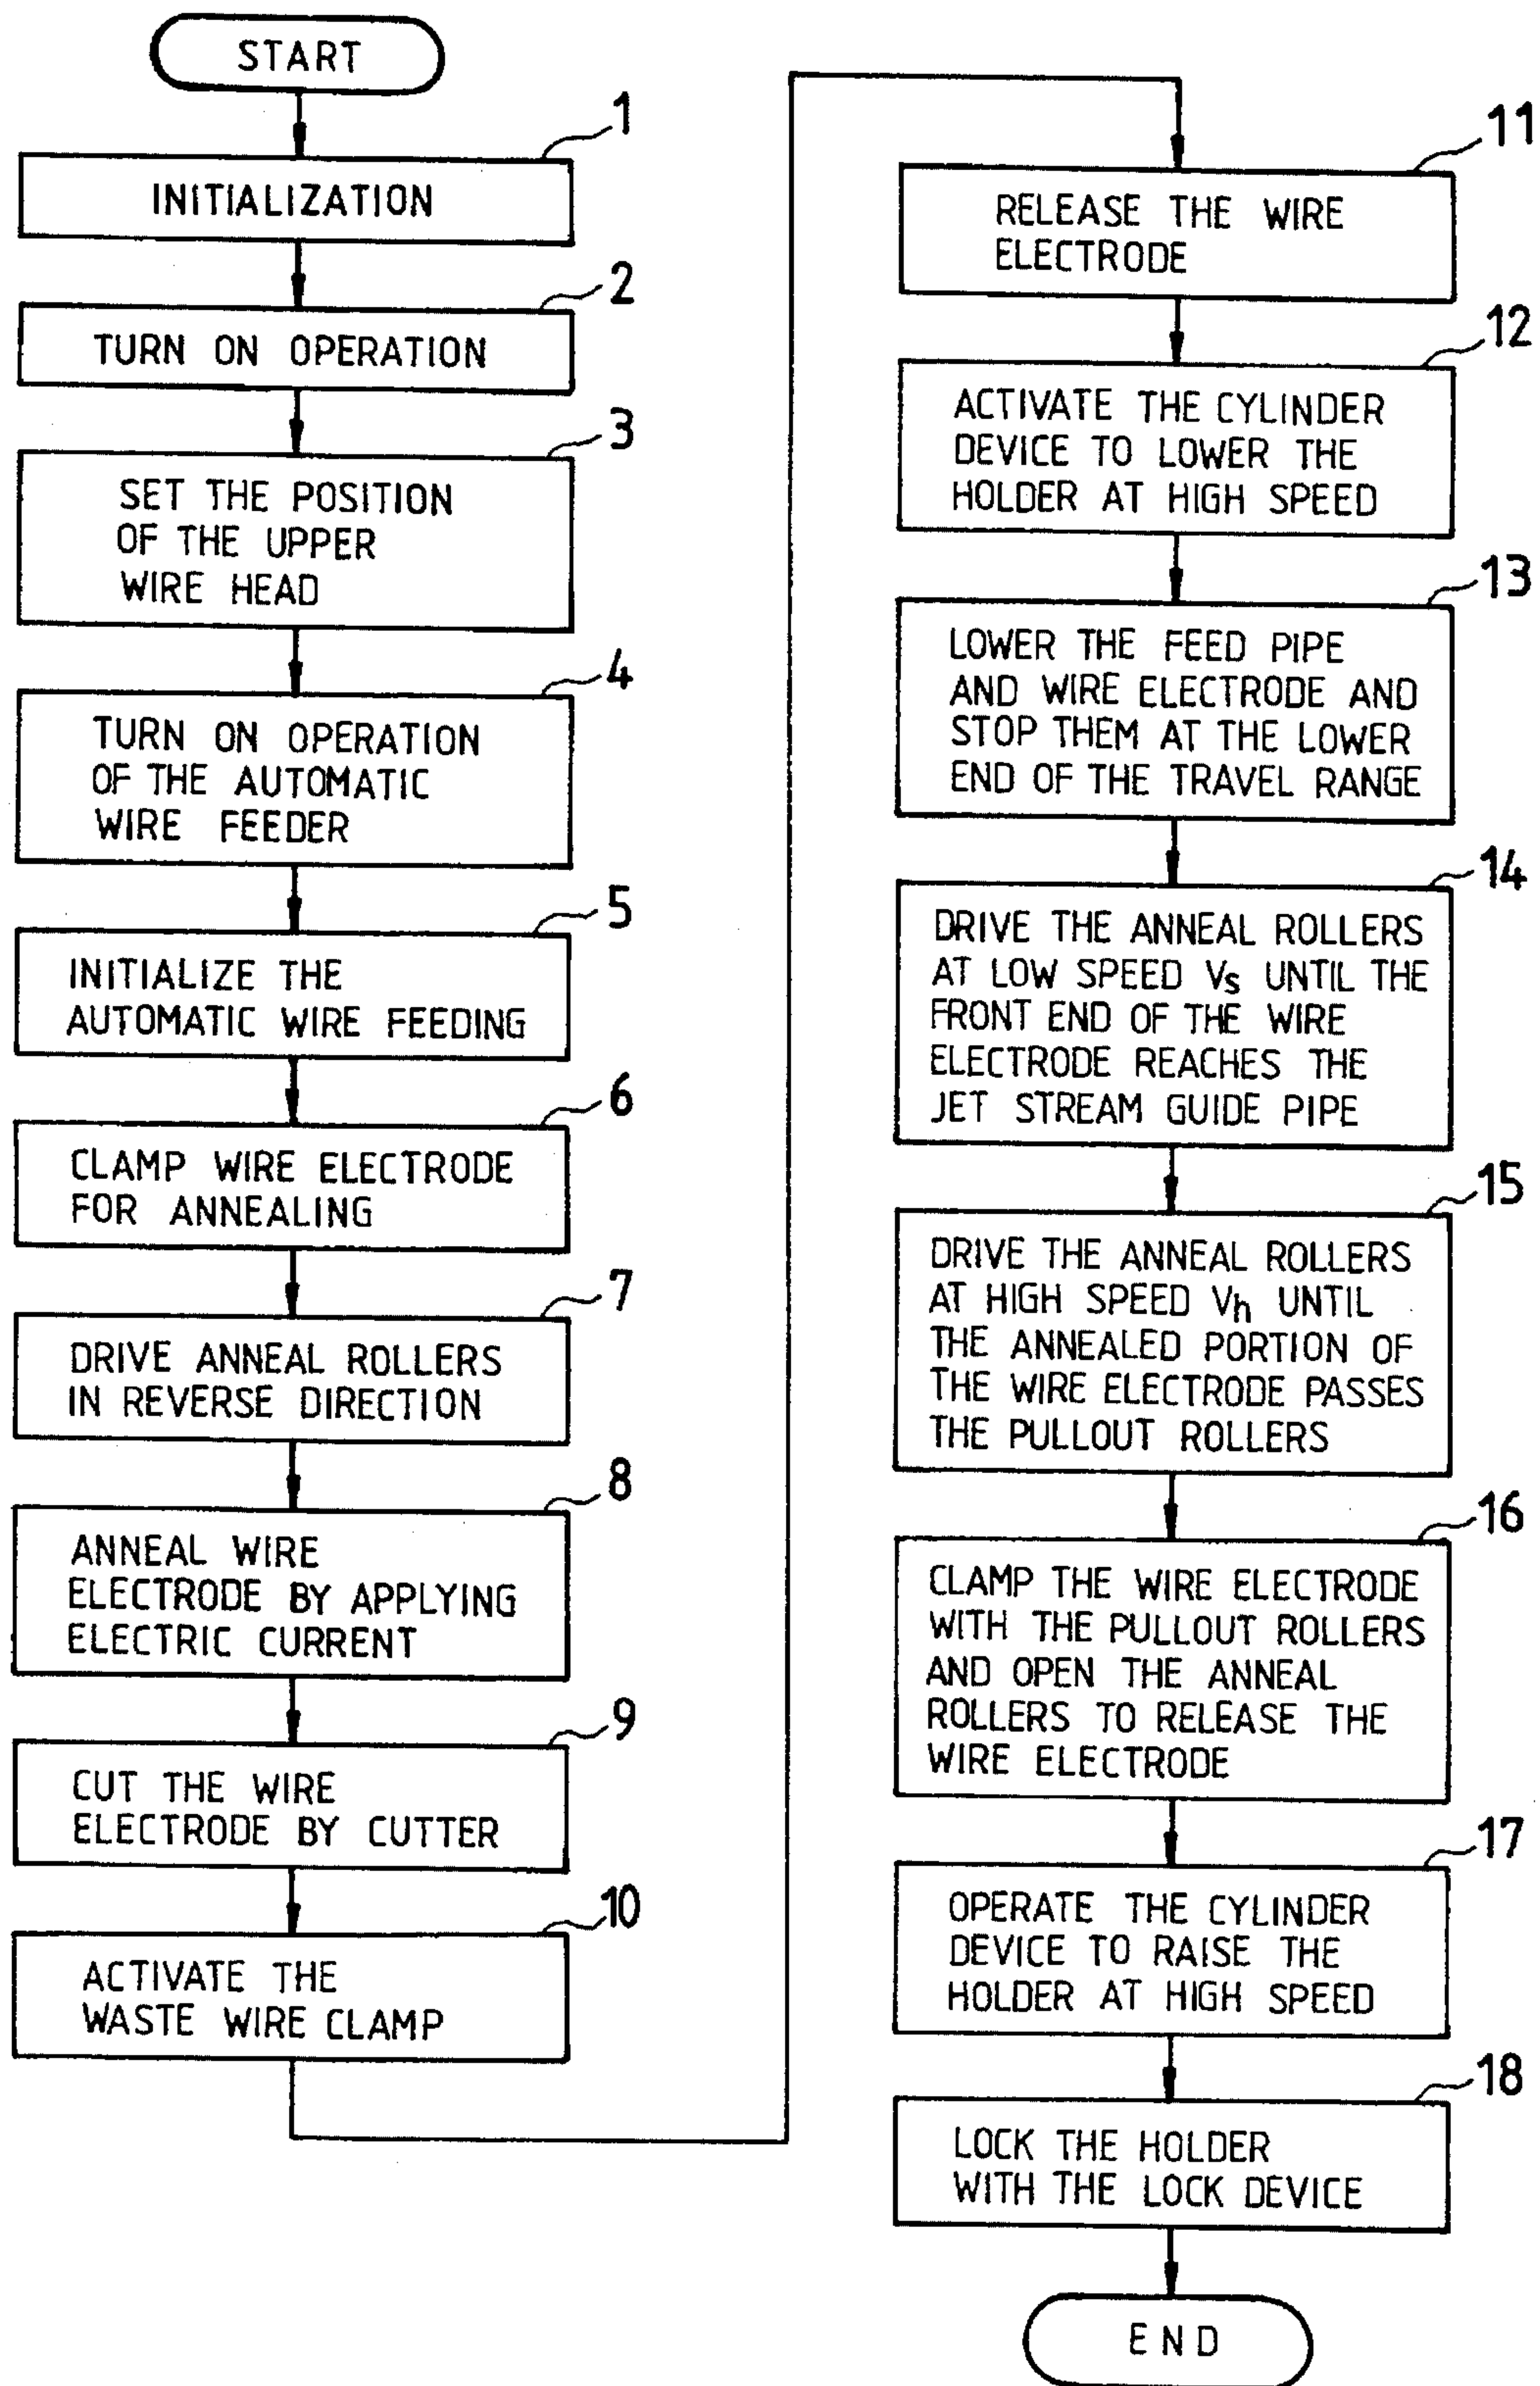 START
1
INITIALIZATION
2
TURN ON OPERATION
3
SET THE POSITION
OF THE UPPER
WIRE HEAD
4
TURN ON OPERATION
OF THE AUTOMATIC
WIRE FEEDER
5
INITIALIZE THE
AUTOMATIC WIRE FEEDING
6
CLAMP WIRE ELECTRODE
FOR ANNEALING
7
DRIVE ANNEAL ROLLERS
IN REVERSE DIRECTION
8
ANNEAL WIRE
ELECTRODE BY APPLYING
ELECTRIC CURRENT
9
CUT THE WIRE
ELECTRODE BY CUTTER
10
ACTIVATE THE
WASTE WIRE CLAMP
11
RELEASE THE WIRE
ELECTRODE
12
ACTIVATE THE CYLINDER
DEVICE TO LOWER THE
HOLDER AT HIGH SPEED
13
LOWER THE FEED PIPE
AND WIRE ELECTRODE AND
STOP THEM AT THE LOWER
END OF THE TRAVEL RANGE
14
DRIVE THE ANNEAL ROLLERS
AT LOW SPEED Vs UNTIL THE
FRONT END OF THE WIRE
ELECTRODE REACHES THE
JET STREAM GUIDE PIPE
15
DRIVE THE ANNEAL ROLLERS
AT HIGH SPEED Vh UNTIL
THE ANNEALED PORTION OF
THE WIRE ELECTRODE PASSES
THE PULLOUT ROLLERS
16
CLAMP THE WIRE ELECTRODE
WITH THE PULLOUT ROLLERS
AND OPEN THE ANNEAL
ROLLERS TO RELEASE THE
WIRE ELECTRODE
17
OPERATE THE CYLINDER
DEVICE TO RAISE THE
HOLDER AT HIGH SPEED
18
LOCK THE HOLDER
WITH THE LOCK DEVICE
END